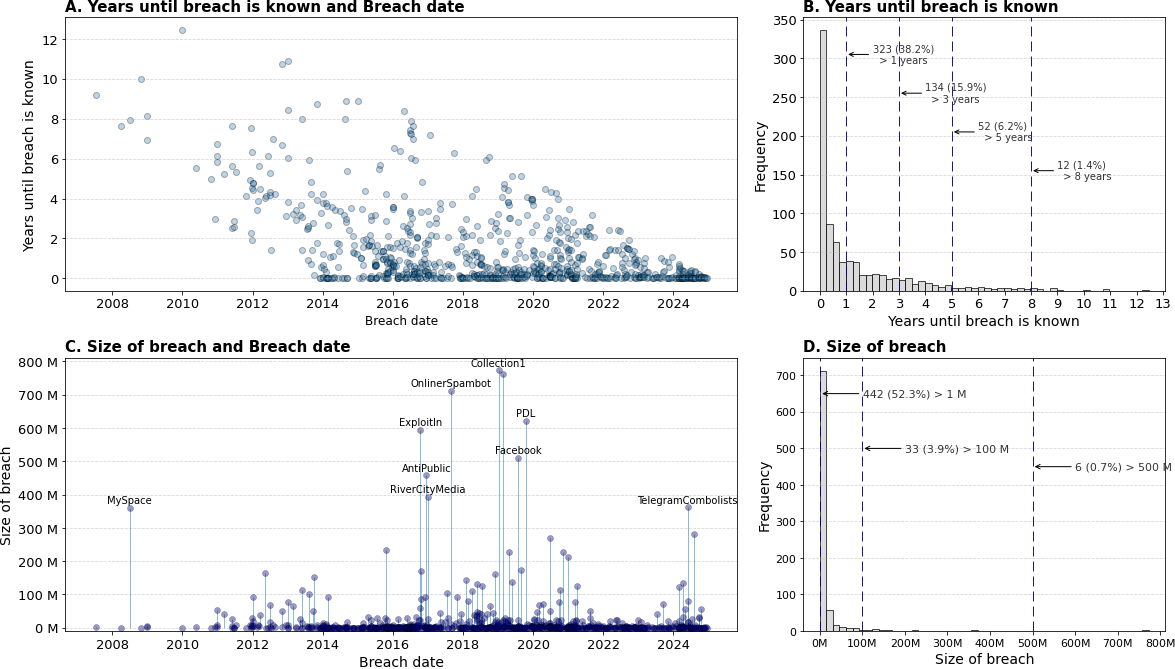 A. Years until breach is known and Breach date
Years until breach is known
12
10
8
6
4
2
0
2008 2010 2012 2014 2016 2018 2020 2022 2024
Breach date
B. Years until breach is known
Frequency
350
300
250
200
150
100
50
0
323 (38.2%)
> 1 years
134 (15.9%)
> 3 years
52 (6.2%)
> 5 years
12 (1.4%)
> 8 years
0 1 2 3 4 5 6 7 8 9 10 11 12 13
Years until breach is known
C. Size of breach and Breach date
Size of breach
800 M
700 M
600 M
500 M
400 M
300 M
200 M
100 M
0 M
Collection1
OnlinerSpambot
PDL
ExploitIn
Facebook
AntiPublic
RiverCityMedia
MySpace
TelegramCombolists
2008 2010 2012 2014 2016 2018 2020 2022 2024
Breach date
D. Size of breach
Frequency
700
600
500
400
300
200
100
0
442 (52.3%) > 1 M
33 (3.9%) > 100 M
6 (0.7%) > 500 M
0M 100M 200M 300M 400M 500M 600M 700M 800M
Size of breach